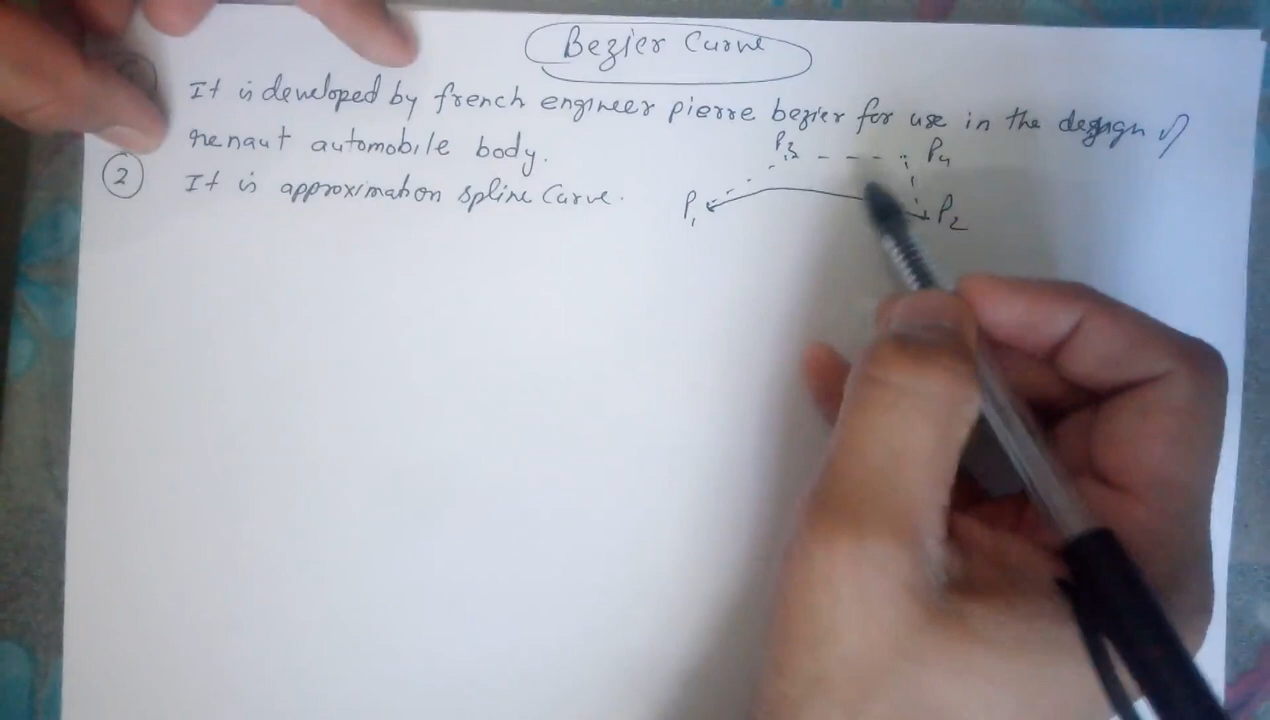 Bezier Curve
It is developed by french engineer pierre bezier for use in the design of
renaut automobile body.
P3 P4
② It is approximation spline Curve. P1 P2